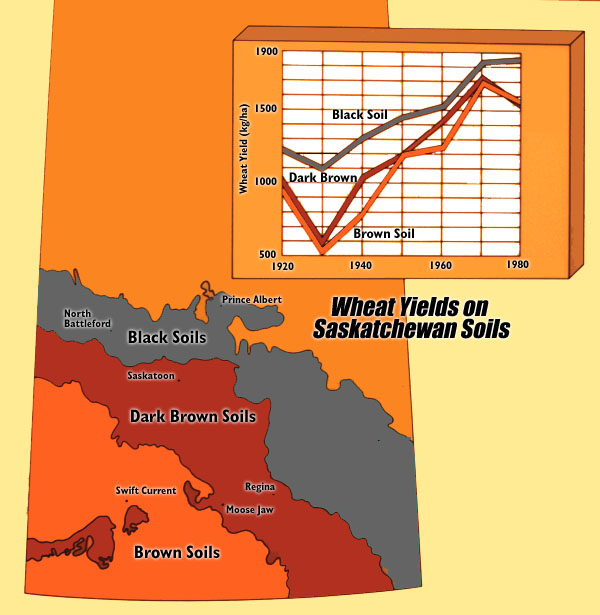 1900
1500
1000
500
Wheat Yield (kg/ha)
Black Soil
Dark Brown
Brown Soil
1920
1940
1960
1980
Wheat Yields on
Saskatchewan Soils
Prince Albert
North
Battleford
Black Soils
Saskatoon
Dark Brown Soils
Swift Current
Regina
Moose Jaw
Brown Soils